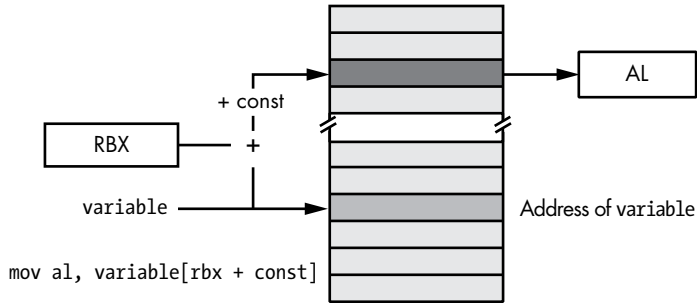 AL
+ const
RBX
+
variable
Address of variable
mov al, variable[rbx + const]